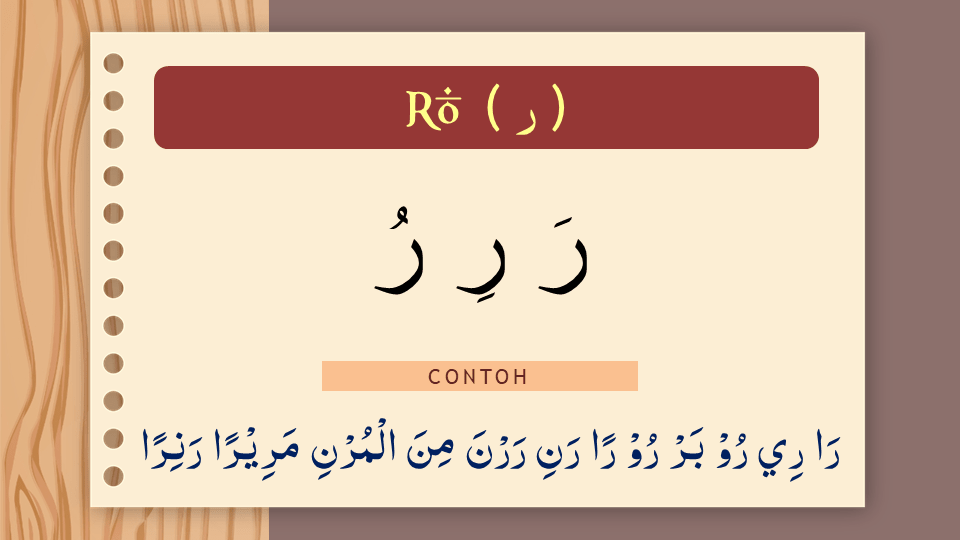 Rȯ̅ ( ر )
رَ رِ رُ
CONTOH
رَا رِي رُوْ بَرْ رُوْ رًا رَنِ رَرْنَ مِنَ الْمُرْنِ مَرِيْرًا رَنِرًا